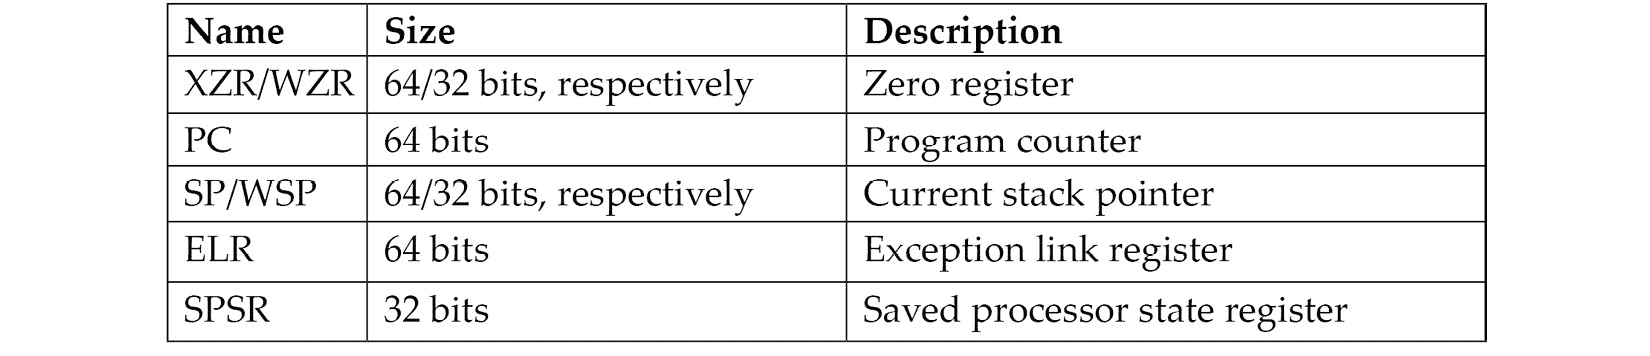 Name Size Description
XZR/WZR 64/32 bits, respectively Zero register
PC 64 bits Program counter
SP/WSP 64/32 bits, respectively Current stack pointer
ELR 64 bits Exception link register
SPSR 32 bits Saved processor state register